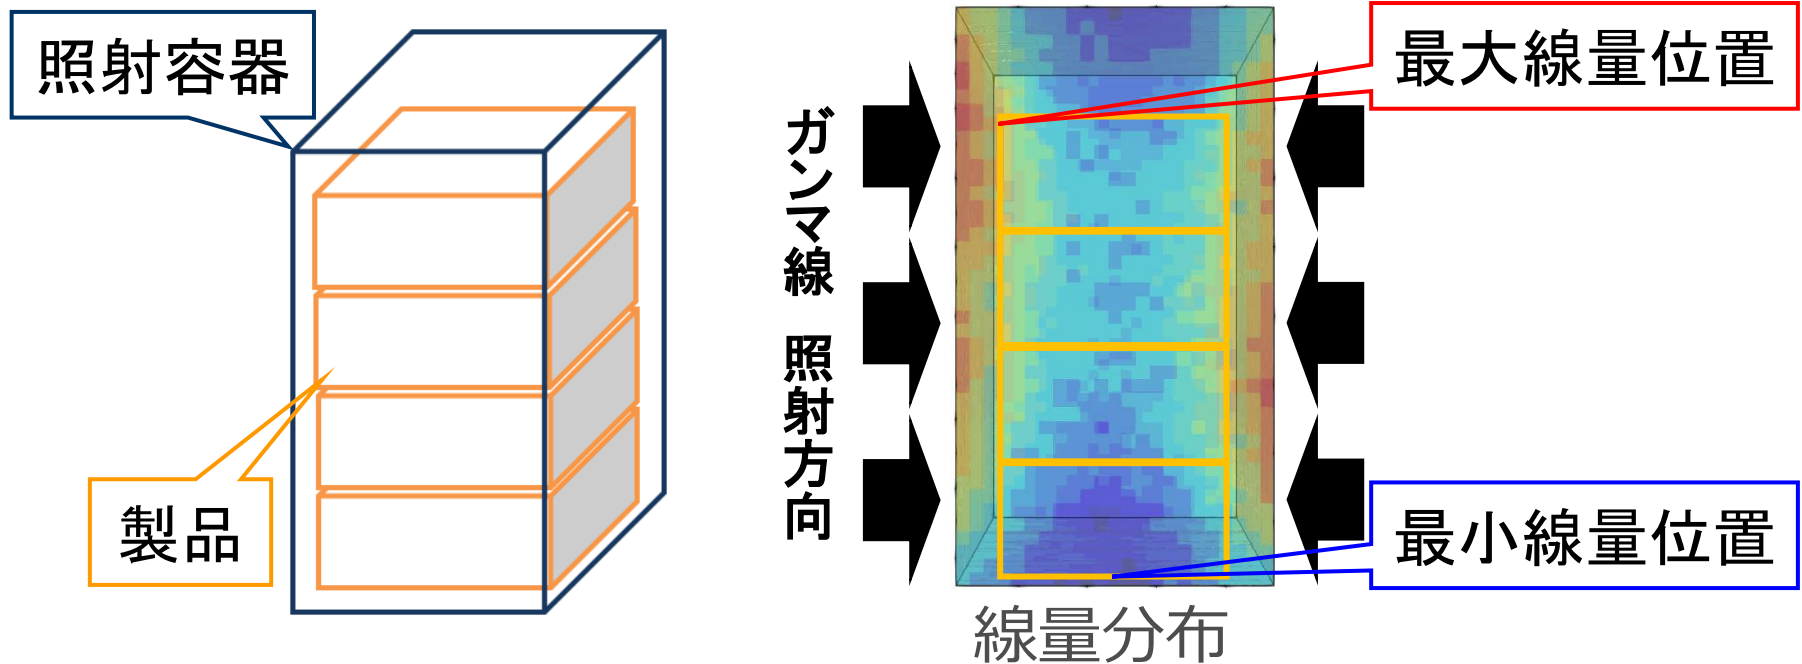 照射容器
製品
ガンマ線 照射方向
最大線量位置
最小線量位置
線量分布